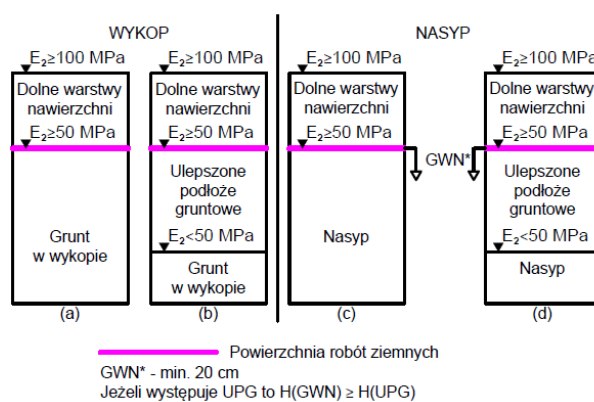 WYKOP
NASYP
E₂≥100 MPa
Dolne warstwy
nawierzchni
E₂≥50 MPa
Grunt
w wykopie
(a)
E₂≥100 MPa
Dolne warstwy
nawierzchni
E₂≥50 MPa
Ulepszone
podłoże
gruntowe
E₂<50 MPa
Grunt
w wykopie
(b)
E₂≥100 MPa
Dolne warstwy
nawierzchni
E₂≥50 MPa
Nasyp
(c)
GWN*
E₂≥100 MPa
Dolne warstwy
nawierzchni
E₂≥50 MPa
Ulepszone
podłoże
gruntowe
E₂<50 MPa
Nasyp
(d)
Powierzchnia robót ziemnych
GWN* - min. 20 cm
Jeżeli występuje UPG to H(GWN) ≥ H(UPG)